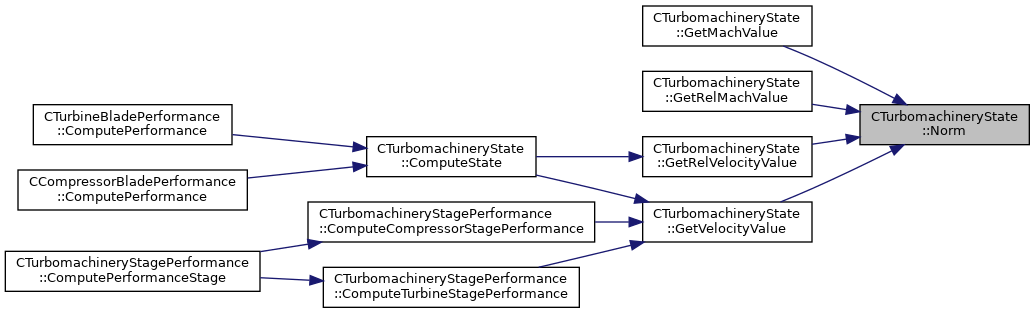 CTurbomachineryState
::GetMachValue
CTurbomachineryState
::GetRelMachValue
CTurbomachineryState
::Norm
CTurbineBladePerformance
::ComputePerformance
CTurbomachineryState
::ComputeState
CTurbomachineryState
::GetRelVelocityValue
CCompressorBladePerformance
::ComputePerformance
CTurbomachineryStagePerformance
::ComputeCompressorStagePerformance
CTurbomachineryState
::GetVelocityValue
CTurbomachineryStagePerformance
::ComputePerformanceStage
CTurbomachineryStagePerformance
::ComputeTurbineStagePerformance